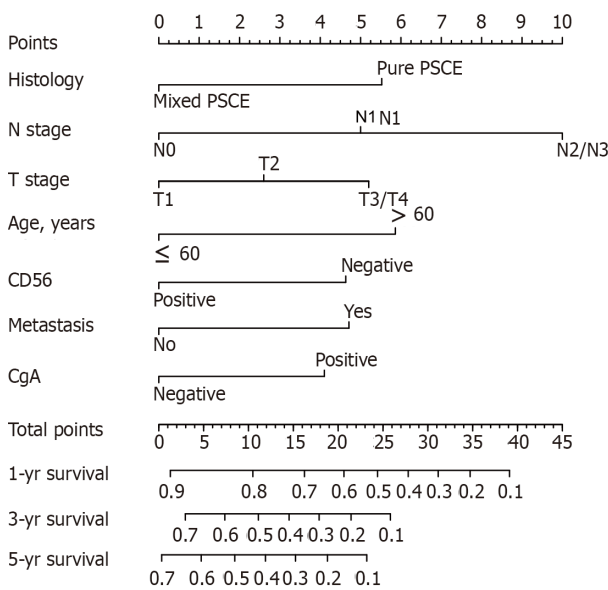 0 1 2 3 4 5 6 7 8 9 10
Points
Pure PSCE
Histology
Mixed PSCE
N1 N1
N stage
N0 N2/N3
T2
T stage
T1 T3/T4
> 60
Age, years
≤ 60
Negative
CD56
Positive
Yes
Metastasis
No
Positive
CgA
Negative
Total points
0 5 10 15 20 25 30 35 40 45
1-yr survival
0.9 0.8 0.7 0.6 0.5 0.4 0.3 0.2 0.1
3-yr survival
0.7 0.6 0.5 0.4 0.3 0.2 0.1
5-yr survival
0.7 0.6 0.5 0.4 0.3 0.2 0.1